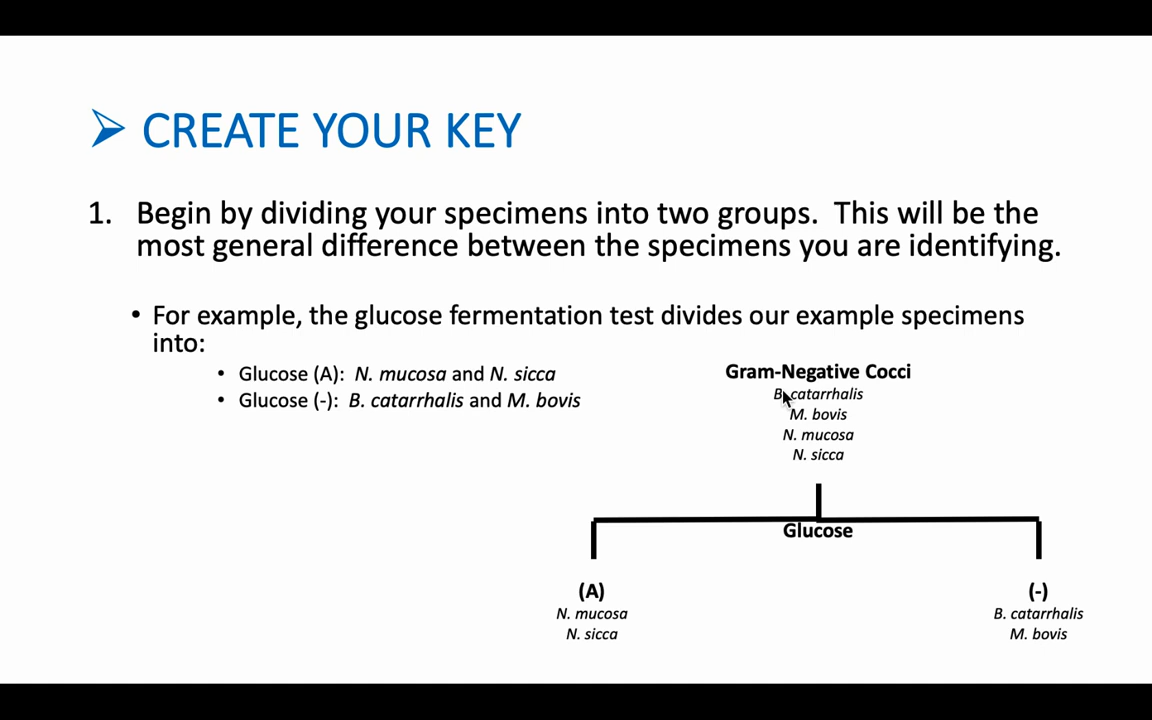 CREATE YOUR KEY
1. Begin by dividing your specimens into two groups. This will be the
most general difference between the specimens you are identifying.
• For example, the glucose fermentation test divides our example specimens
into:
• Glucose (A): N. mucosa and N. sicca
• Glucose (-): B. catarrhalis and M. bovis
Gram-Negative Cocci
B. catarrhalis
M. bovis
N. mucosa
N. sicca
Glucose
(A)
N. mucosa
N. sicca
(-)
B. catarrhalis
M. bovis